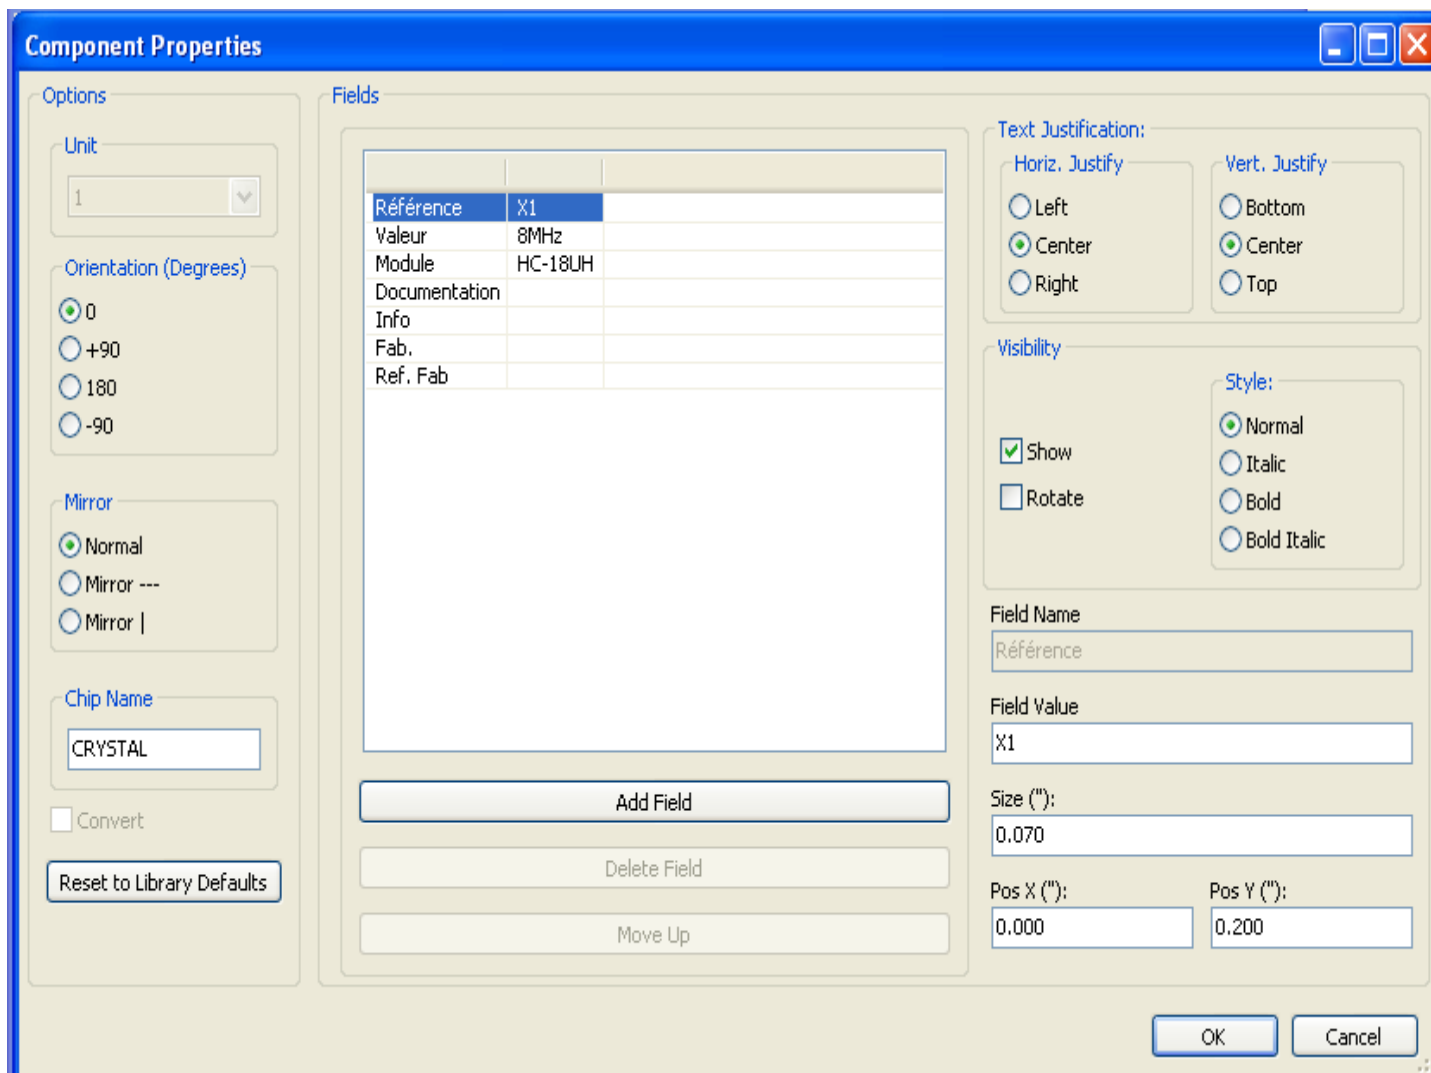 Component Properties
Options
Unit
1
Orientation (Degrees)
0
+90
180
-90
Mirror
Normal
Mirror ---
Mirror |
Chip Name
CRYSTAL
Convert
Reset to Library Defaults
Fields
Référence X1
Valeur 8MHz
Module HC-18UH
Documentation
Info
Fab.
Ref. Fab
Add Field
Delete Field
Move Up
Text Justification:
Horiz. Justify
Left
Center
Right
Vert. Justify
Bottom
Center
Top
Visibility
Show
Rotate
Style:
Normal
Italic
Bold
Bold Italic
Field Name
Référence
Field Value
X1
Size ("):
0.070
Pos X ("):
0.000
Pos Y ("):
0.200
OK
Cancel